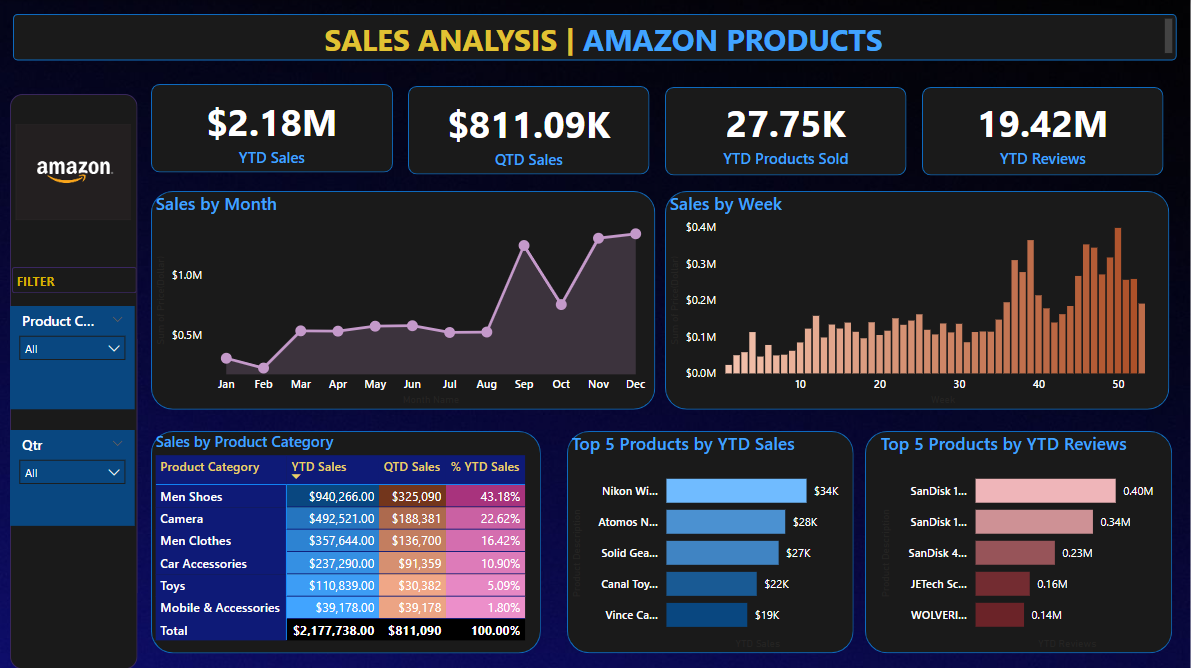 SALES ANALYSIS | AMAZON PRODUCTS
amazon
FILTER
Product C...
All
Qtr
All
$2.18M
YTD Sales
$811.09K
QTD Sales
27.75K
YTD Products Sold
19.42M
YTD Reviews
Sales by Month
$1.0M
$0.5M
Jan Feb Mar Apr May Jun Jul Aug Sep Oct Nov Dec
Month Name
Sales by Week
$0.4M
$0.3M
$0.2M
$0.1M
$0.0M
10 20 30 40 50
Week
Sales by Product Category
Product Category YTD Sales QTD Sales % YTD Sales
Men Shoes $940,266.00 $325,090 43.18%
Camera $492,521.00 $188,381 22.62%
Men Clothes $357,644.00 $136,700 16.42%
Car Accessories $237,290.00 $91,359 10.90%
Toys $110,839.00 $30,382 5.09%
Mobile & Accessories $39,178.00 $39,178 1.80%
Total $2,177,738.00 $811,090 100.00%
Top 5 Products by YTD Sales
Nikon Wi... $34K
Atomos N... $28K
Solid Gea... $27K
Canal Toy... $22K
Vince Ca... $19K
YTD Sales
Top 5 Products by YTD Reviews
SanDisk 1... 0.40M
SanDisk 1... 0.34M
SanDisk 4... 0.23M
JETech Sc... 0.16M
WOLVERI... 0.14M
YTD Reviews